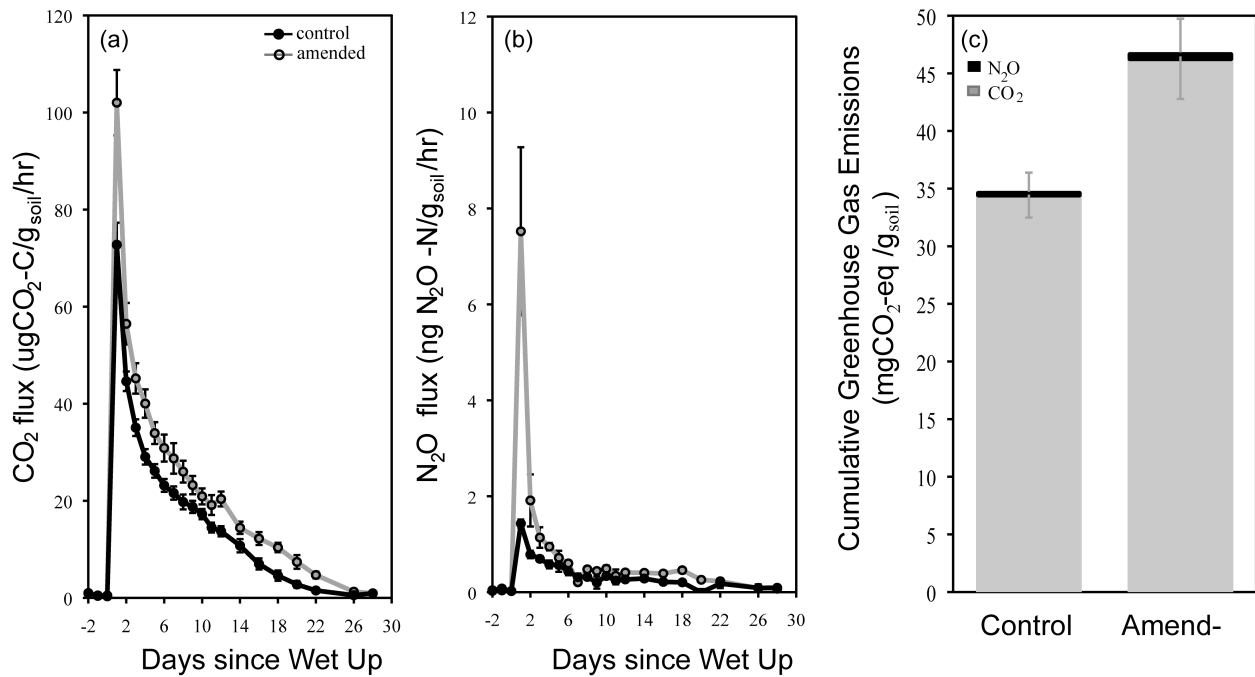 (a)
control
amended
120
100
80
60
40
20
0
-2 2 6 10 14 18 22 26 30
CO₂ flux (ugCO₂-C/gsoil/hr)
Days since Wet Up
(b)
12
10
8
6
4
2
0
-2 2 6 10 14 18 22 26 30
N₂O flux (ng N₂O -N/gsoil/hr)
Days since Wet Up
(c)
N₂O
CO₂
50
45
40
35
30
25
20
15
10
5
0
Cumulative Greenhouse Gas Emissions
(mgCO₂-eq /gsoil)
Control Amend-